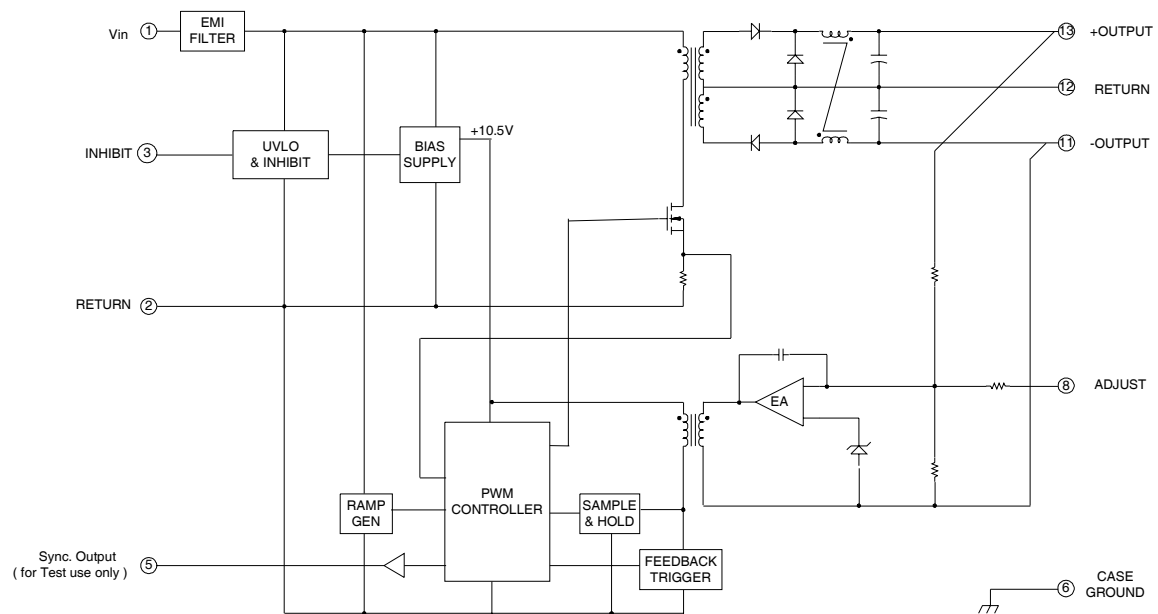 EMI
FILTER
Vin
1
13
+OUTPUT
12
RETURN
+10.5V
INHIBIT
3
UVLO
& INHIBIT
BIAS
SUPPLY
11
-OUTPUT
RETURN
2
EA
8
ADJUST
PWM
CONTROLLER
RAMP
GEN
SAMPLE
& HOLD
Sync. Output
( for Test use only )
5
FEEDBACK
TRIGGER
6
CASE
GROUND